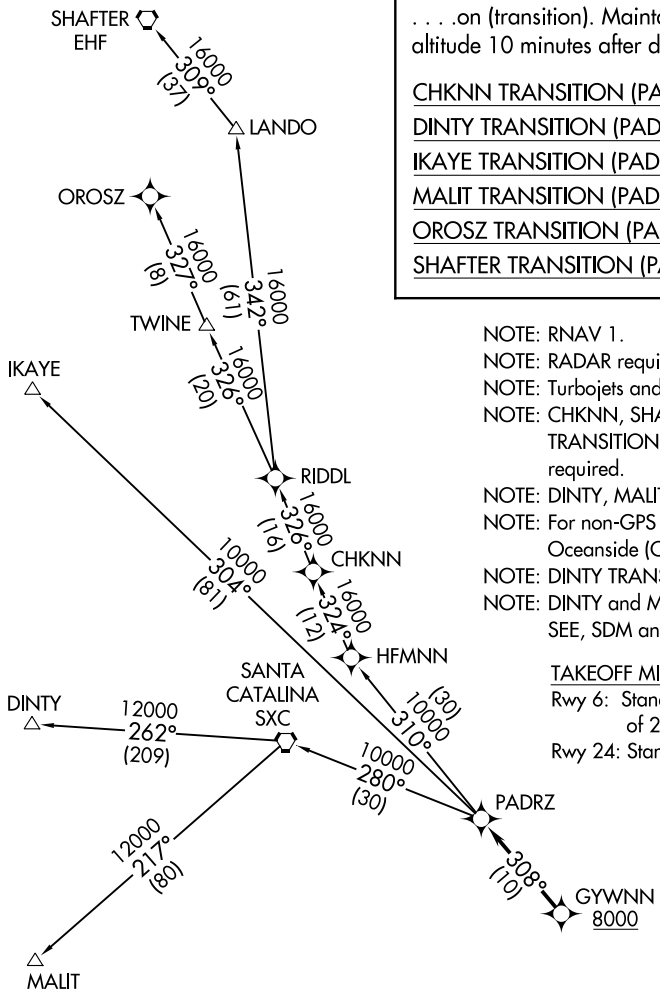 . . . .on (transition). Mainta
altitude 10 minutes after d
CHKNN TRANSITION (PA
DINTY TRANSITION (PAD
IKAYE TRANSITION (PAD
MALIT TRANSITION (PAD
OROSZ TRANSITION (PA
SHAFTER TRANSITION (PA
SHAFTER
EHF
16000
309°
(37)
LANDO
OROSZ
16000
327°
(8)
16000
342°
(61)
TWINE
16000
326°
(20)
IKAYE
RIDDL
NOTE: RNAV 1.
NOTE: RADAR requi
NOTE: Turbojets and
NOTE: CHKNN, SHA
TRANSITION
required.
NOTE: DINTY, MALIT
NOTE: For non-GPS
Oceanside (O
NOTE: DINTY TRANS
NOTE: DINTY and M
SEE, SDM an
16000
326°
(16)
CHKNN
10000
304°
(81)
16000
324°
(12)
HFMNN
TAKEOFF MI
Rwy 6: Stand
of 2
Rwy 24: Stan
SANTA
CATALINA
SXC
(30)
10000
310°
DINTY
12000
262°
(209)
10000
280°
(30)
PADRZ
12000
217°
(80)
308°
(10)
GYWNN
8000
MALIT